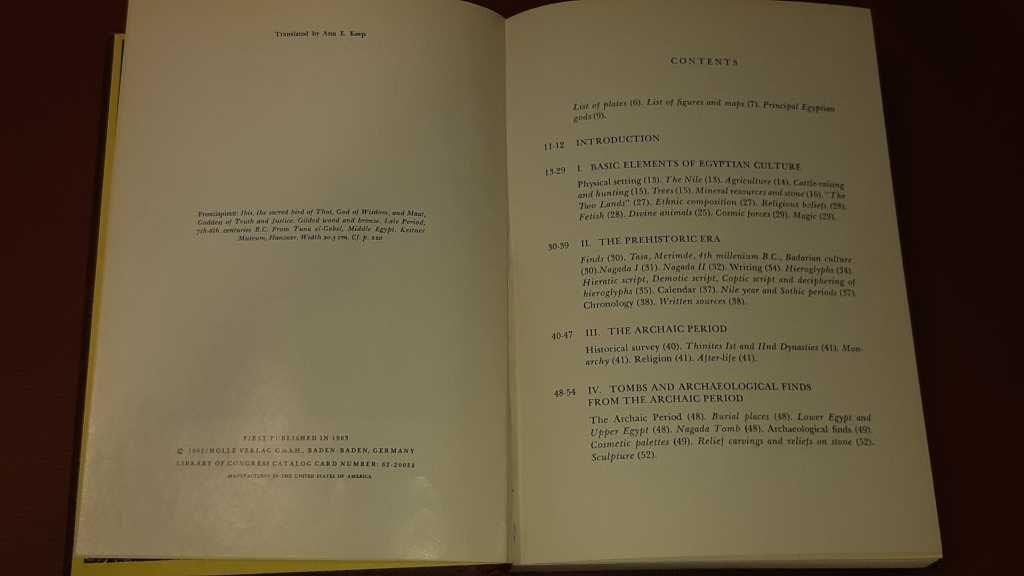 Translated by Ann E. Keep
Frontispiece: Ibis, the sacred bird of Thot, God of Wisdom, and Maat,
Goddess of Truth and Justice. Gilded wood and bronze. Late Period,
7th-6th centuries B.C. From Tuna el-Gebel, Middle Egypt. Kestner
Museum, Hanover. Width 20.5 cm. Cf. p. 220
FIRST PUBLISHED IN 1963
© 1962/HOLLE VERLAG G.M.B.H., BADEN-BADEN, GERMANY
LIBRARY OF CONGRESS CATALOG CARD NUMBER: 62-20055
MANUFACTURED IN THE UNITED STATES OF AMERICA
CONTENTS
List of plates (6). List of figures and maps (7). Principal Egyptian
gods (9).
11-12 INTRODUCTION
13-29 I. BASIC ELEMENTS OF EGYPTIAN CULTURE
Physical setting (13). The Nile (13). Agriculture (14). Cattle-raising
and hunting (15). Trees (15). Mineral resources and stone (16). "The
Two Lands" (27). Ethnic composition (27). Religious beliefs (28).
Fetish (28). Divine animals (28). Cosmic forces (29). Magic (29).
30-39 II. THE PREHISTORIC ERA
Finds (30). Tasa, Merimde, 4th millenium B.C., Badarian culture
(30). Nagada I (31). Nagada II (32). Writing (34). Hieroglyphs (34).
Hieratic script, Demotic script, Coptic script and deciphering of
hieroglyphs (35). Calendar (37). Nile year and Sothic periods (37).
Chronology (38). Written sources (38).
40-47 III. THE ARCHAIC PERIOD
Historical survey (40). Thinites Ist and IInd Dynasties (41). Mon-
archy (41). Religion (41). After-life (41).
48-54 IV. TOMBS AND ARCHAEOLOGICAL FINDS
FROM THE ARCHAIC PERIOD
The Archaic Period (48). Burial places (48). Lower Egypt and
Upper Egypt (48). Nagada Tomb (48). Archaeological finds (49).
Cosmetic palettes (49). Relief carvings and reliefs on stone (52).
Sculpture (52).